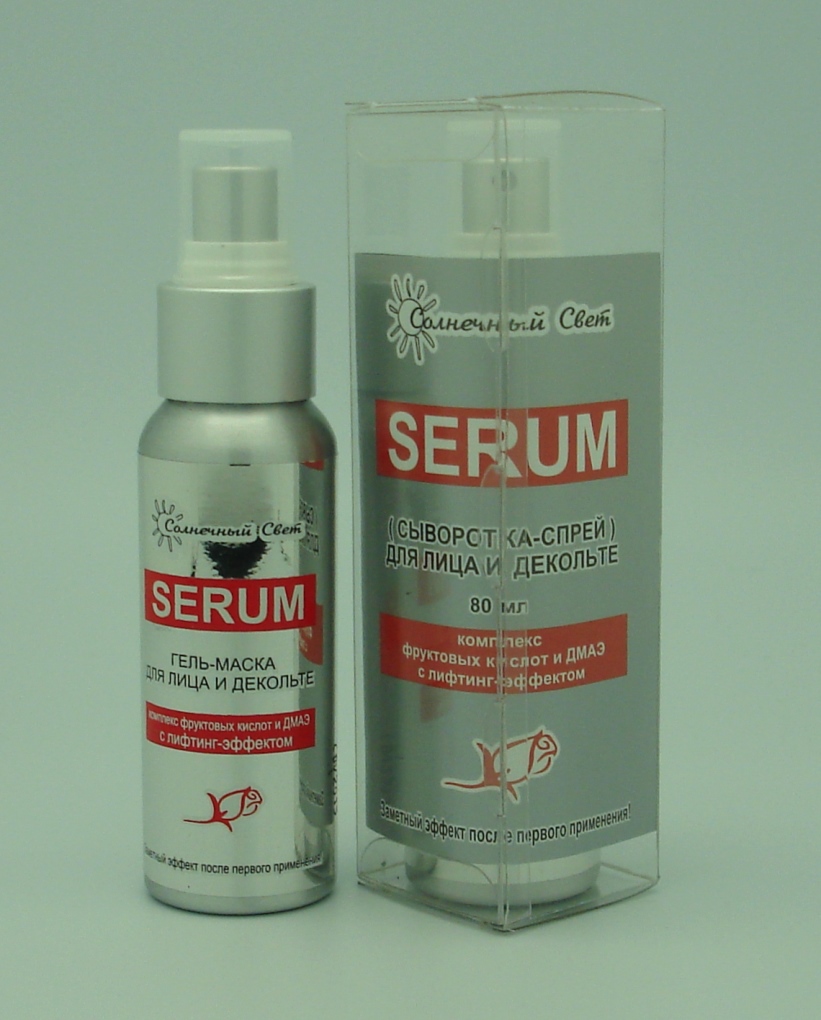 Солнечный Свет
SERUM
ГЕЛЬ-МАСКА
ДЛЯ ЛИЦА И ДЕКОЛЬТЕ
комплекс фруктовых кислот и ДМАЭ
с лифтинг-эффектом
Заметный эффект после первого применения!
Солнечный Свет
SERUM
(СЫВОРОТКА-СПРЕЙ)
ДЛЯ ЛИЦА И ДЕКОЛЬТЕ
80 мл
комплекс
фруктовых кислот и ДМАЭ
с лифтинг-эффектом
Заметный эффект после первого применения!